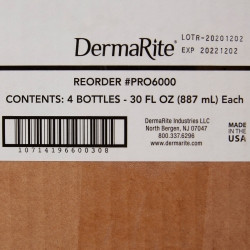 LOTR-20201202
DermaRite®
EXP 20221202
REORDER #PRO6000
CONTENTS: 4 BOTTLES - 30 FL OZ (887 mL) Each
DermaRite Industries LLC
North Bergen, NJ 07047
800.337.6296
www.dermarite.com
MADE
IN THE
USA
10714196600308